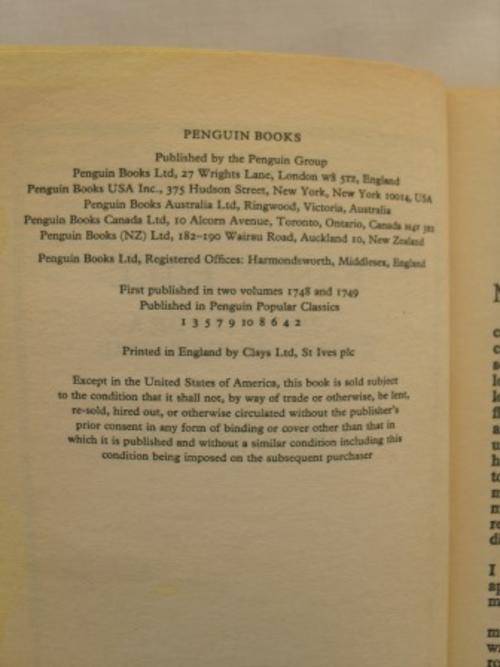 PENGUIN BOOKS
Published by the Penguin Group
Penguin Books Ltd, 27 Wrights Lane, London W8 5TZ, England
Penguin Books USA Inc., 375 Hudson Street, New York, New York 10014, USA
Penguin Books Australia Ltd, Ringwood, Victoria, Australia
Penguin Books Canada Ltd, 10 Alcorn Avenue, Toronto, Ontario, Canada M4V 3B2
Penguin Books (NZ) Ltd, 182–190 Wairau Road, Auckland 10, New Zealand
Penguin Books Ltd, Registered Offices: Harmondsworth, Middlesex, England
First published in two volumes 1748 and 1749
Published in Penguin Popular Classics
1 3 5 7 9 10 8 6 4 2
Printed in England by Clays Ltd, St Ives plc
Except in the United States of America, this book is sold subject
to the condition that it shall not, by way of trade or otherwise, be lent,
re-sold, hired out, or otherwise circulated without the publisher's
prior consent in any form of binding or cover other than that in
which it is published and without a similar condition including this
condition being imposed on the subsequent purchaser